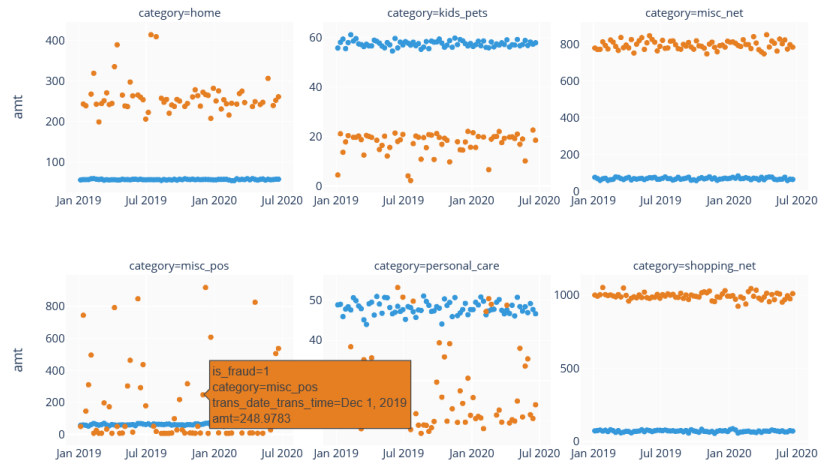 category=home
category=kids_pets
category=misc_net
amt
400
300
200
100
60
40
20
0
800
600
400
200
0
Jan 2019
Jul 2019
Jan 2020
Jul 2020
Jan 2019
Jul 2019
Jan 2020
Jul 2020
Jan 2019
Jul 2019
Jan 2020
Jul 2020
category=misc_pos
category=personal_care
category=shopping_net
amt
800
600
400
200
0
50
40
1000
500
0
is_fraud=1
category=misc_pos
trans_date_trans_time=Dec 1, 2019
amt=248.9783
Jan 2019
Jul 2019
Jan 2020
Jul 2020
Jan 2019
Jul 2019
Jan 2020
Jul 2020
Jan 2019
Jul 2019
Jan 2020
Jul 2020